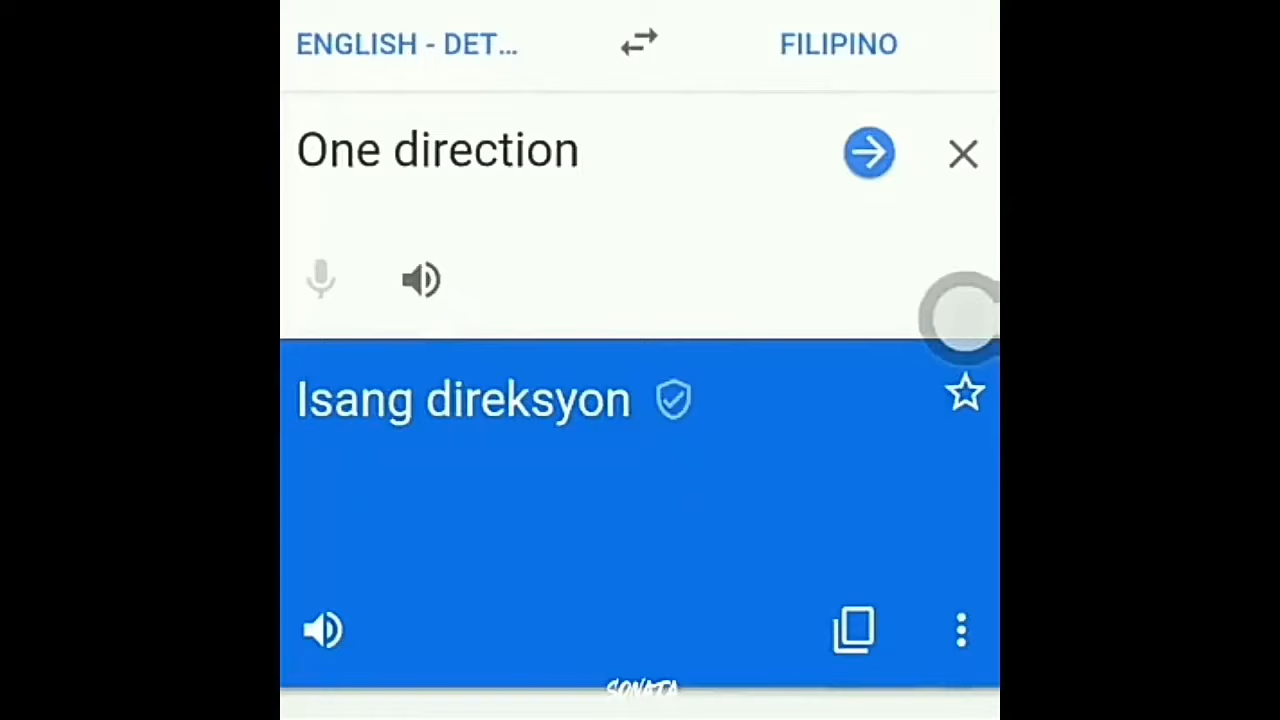 ENGLISH - DET...
FILIPINO
One direction
Isang direksyon
SONATA